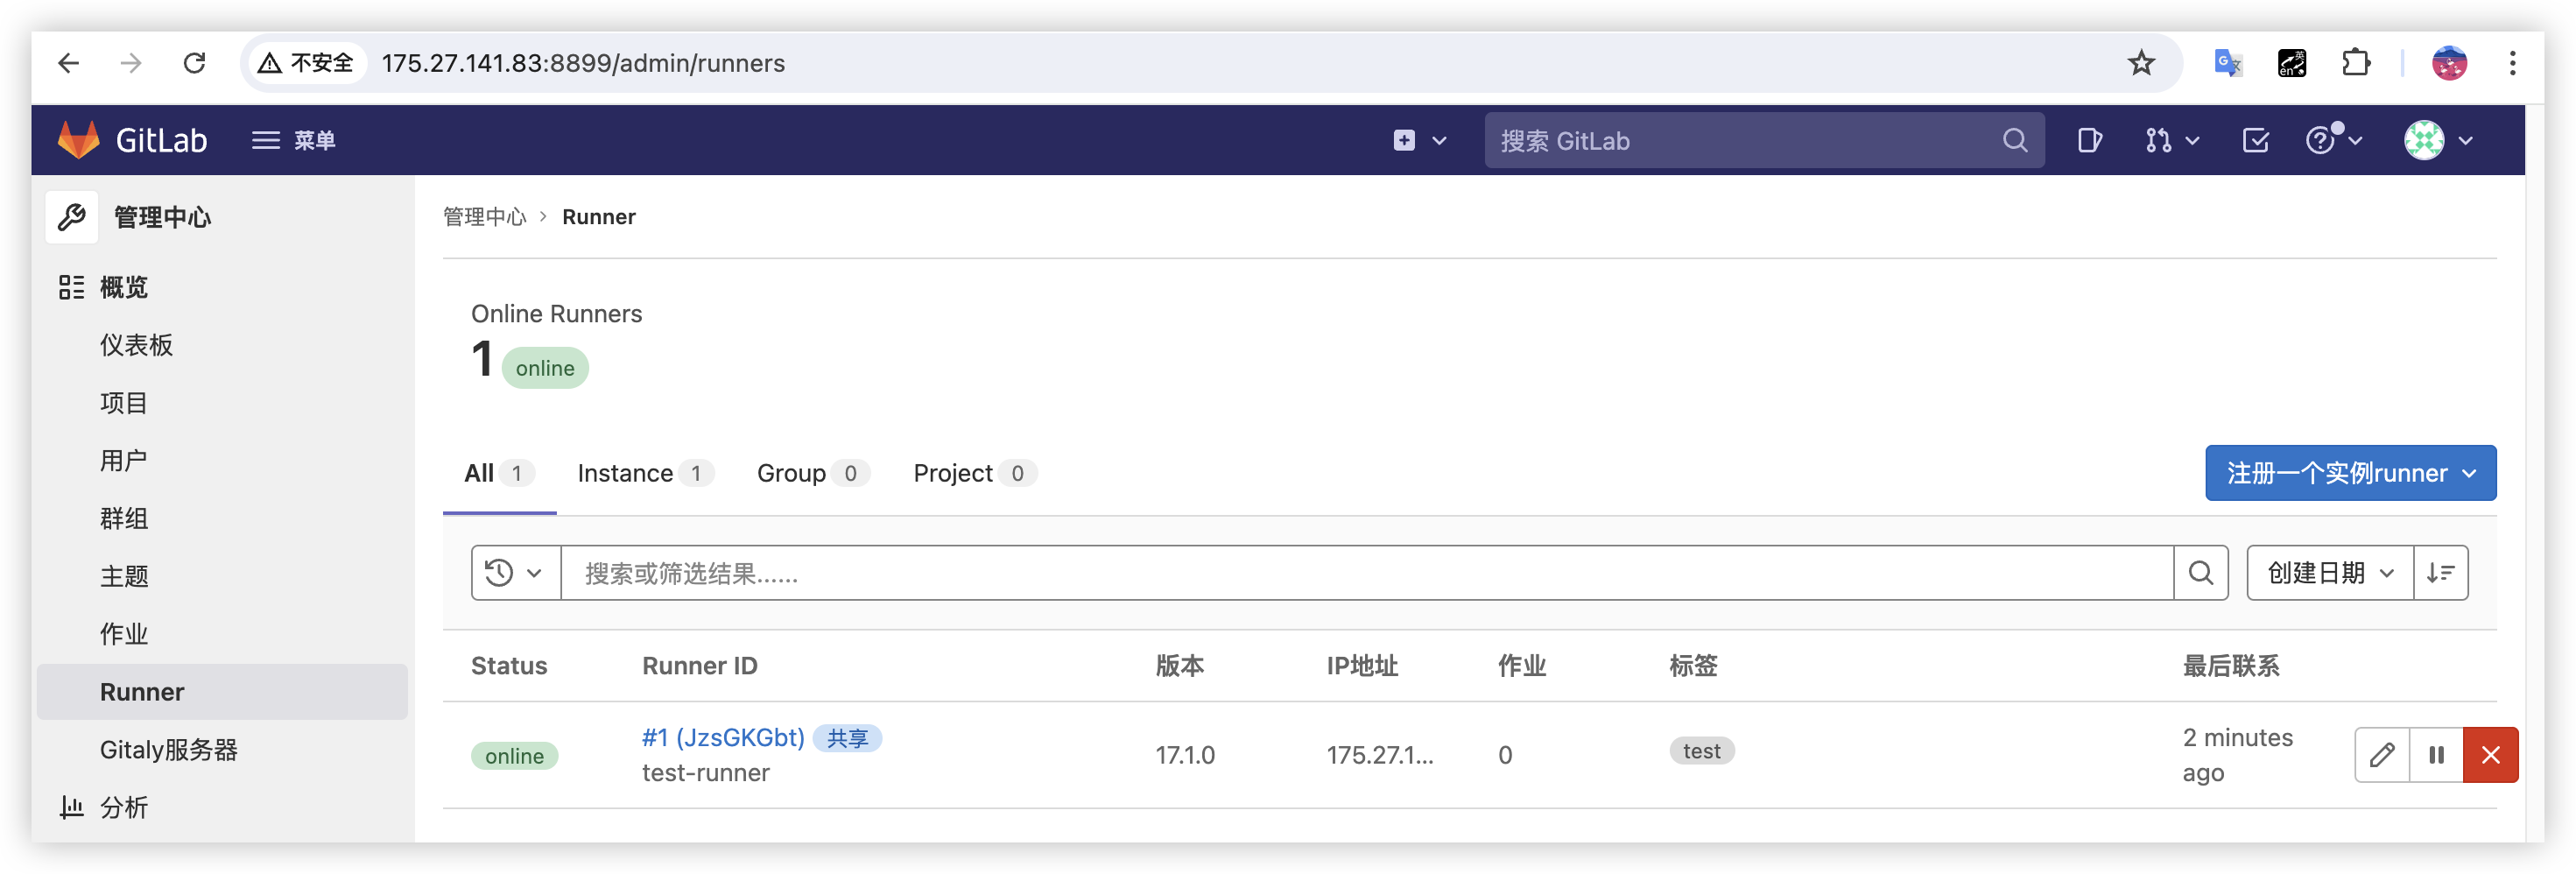 不安全 175.27.141.83:8899/admin/runners
en 英
GitLab 菜单 搜索 GitLab
管理中心
管理中心 › Runner
概览
仪表板
项目
用户
群组
主题
作业
Runner
Gitaly服务器
分析
Online Runners
1 online
All 1 Instance 1 Group 0 Project 0 注册一个实例runner
搜索或筛选结果...... 创建日期
Status Runner ID 版本 IP地址 作业 标签 最后联系
online #1 (JzsGKGbt) 共享 17.1.0 175.27.1... 0 test 2 minutes
test-runner ago